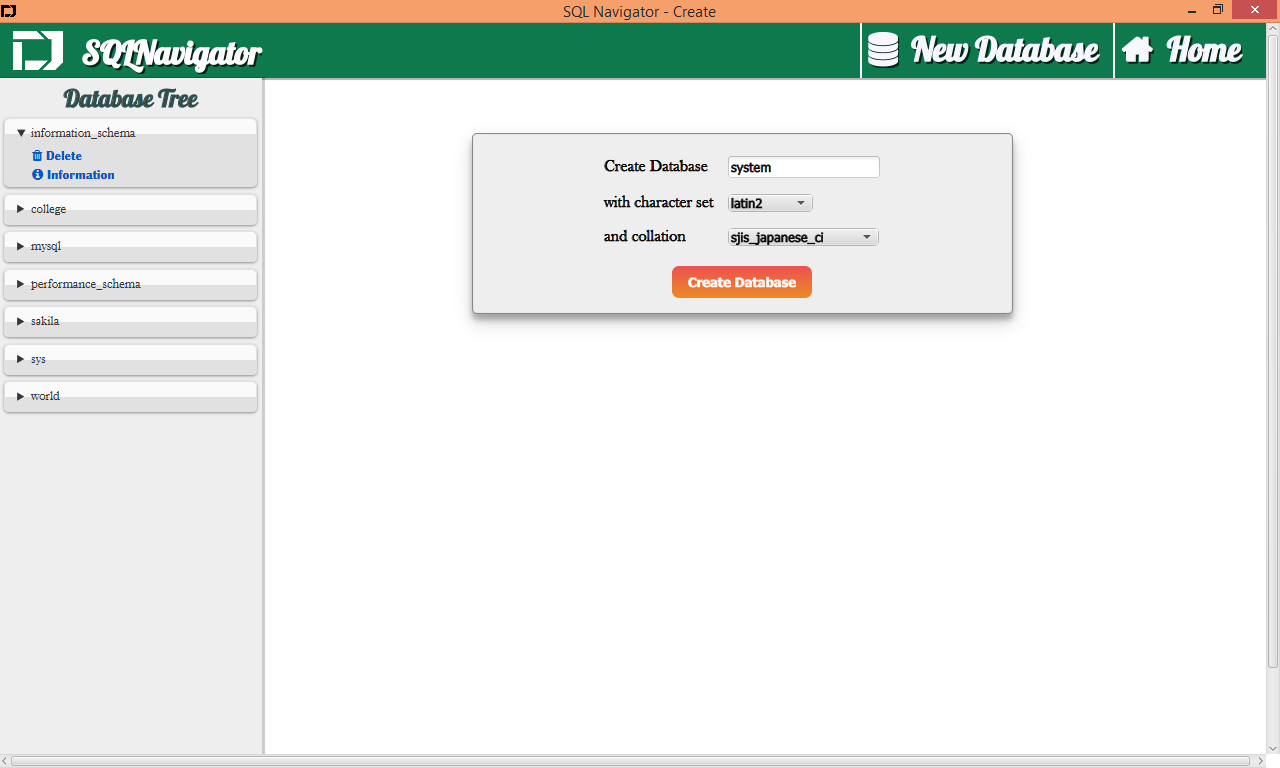 SQL Navigator - Create
SQLNavigator
New Database
Home
Database Tree
information_schema
Delete
Information
college
mysql
performance_schema
sakila
sys
world
Create Database system
with character set latin2
and collation sjis_japanese_ci
Create Database